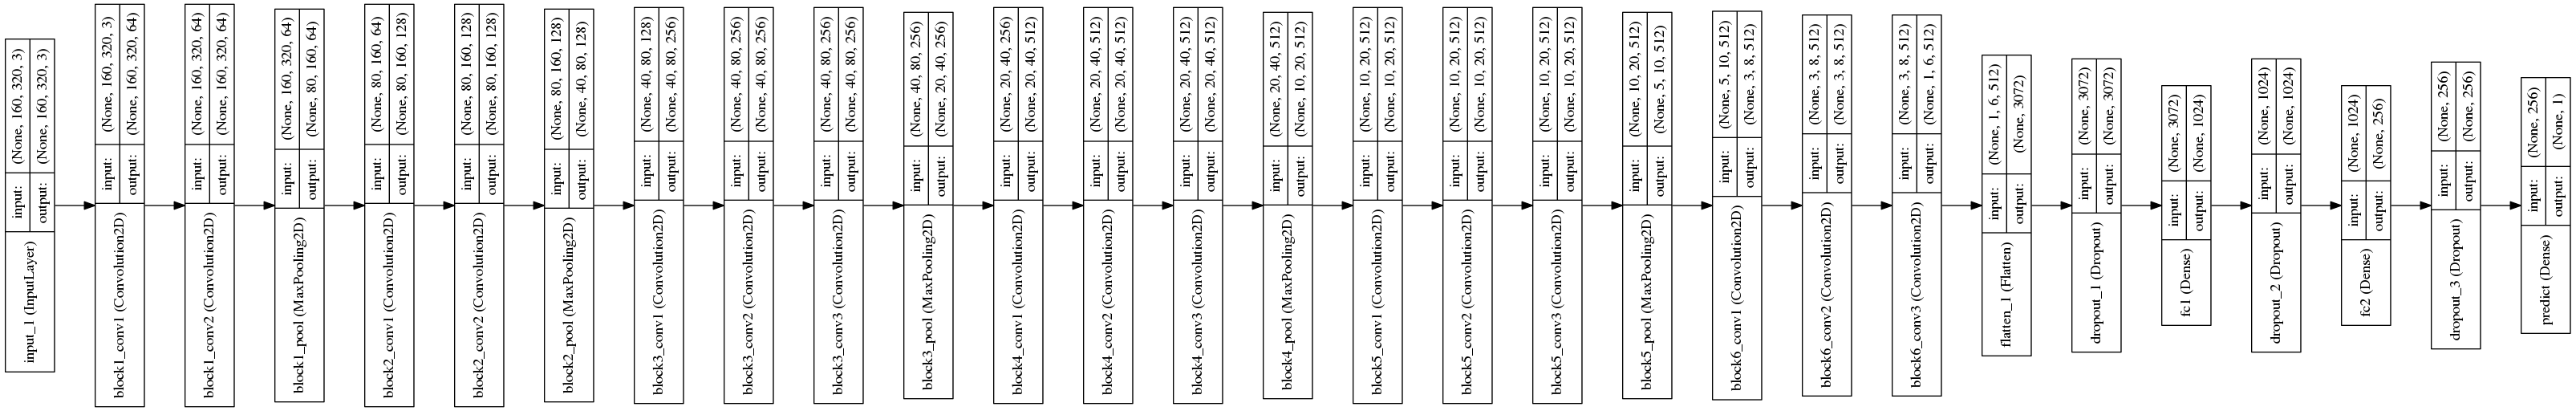 input_1 (InputLayer)
input: (None, 160, 320, 3)
output: (None, 160, 320, 3)
block1_conv1 (Convolution2D)
input: (None, 160, 320, 3)
output: (None, 160, 320, 64)
block1_conv2 (Convolution2D)
input: (None, 160, 320, 64)
output: (None, 160, 320, 64)
block1_pool (MaxPooling2D)
input: (None, 160, 320, 64)
output: (None, 80, 160, 64)
block2_conv1 (Convolution2D)
input: (None, 80, 160, 64)
output: (None, 80, 160, 128)
block2_conv2 (Convolution2D)
input: (None, 80, 160, 128)
output: (None, 80, 160, 128)
block2_pool (MaxPooling2D)
input: (None, 80, 160, 128)
output: (None, 40, 80, 128)
block3_conv1 (Convolution2D)
input: (None, 40, 80, 128)
output: (None, 40, 80, 256)
block3_conv2 (Convolution2D)
input: (None, 40, 80, 256)
output: (None, 40, 80, 256)
block3_conv3 (Convolution2D)
input: (None, 40, 80, 256)
output: (None, 40, 80, 256)
block3_pool (MaxPooling2D)
input: (None, 40, 80, 256)
output: (None, 20, 40, 256)
block4_conv1 (Convolution2D)
input: (None, 20, 40, 256)
output: (None, 20, 40, 512)
block4_conv2 (Convolution2D)
input: (None, 20, 40, 512)
output: (None, 20, 40, 512)
block4_conv3 (Convolution2D)
input: (None, 20, 40, 512)
output: (None, 20, 40, 512)
block4_pool (MaxPooling2D)
input: (None, 20, 40, 512)
output: (None, 10, 20, 512)
block5_conv1 (Convolution2D)
input: (None, 10, 20, 512)
output: (None, 10, 20, 512)
block5_conv2 (Convolution2D)
input: (None, 10, 20, 512)
output: (None, 10, 20, 512)
block5_conv3 (Convolution2D)
input: (None, 10, 20, 512)
output: (None, 10, 20, 512)
block5_pool (MaxPooling2D)
input: (None, 10, 20, 512)
output: (None, 5, 10, 512)
block6_conv1 (Convolution2D)
input: (None, 5, 10, 512)
output: (None, 3, 8, 512)
block6_conv2 (Convolution2D)
input: (None, 3, 8, 512)
output: (None, 3, 8, 512)
block6_conv3 (Convolution2D)
input: (None, 3, 8, 512)
output: (None, 1, 6, 512)
flatten_1 (Flatten)
input: (None, 1, 6, 512)
output: (None, 3072)
dropout_1 (Dropout)
input: (None, 3072)
output: (None, 3072)
fc1 (Dense)
input: (None, 3072)
output: (None, 1024)
dropout_2 (Dropout)
input: (None, 1024)
output: (None, 1024)
fc2 (Dense)
input: (None, 1024)
output: (None, 256)
dropout_3 (Dropout)
input: (None, 256)
output: (None, 256)
predict (Dense)
input: (None, 256)
output: (None, 1)